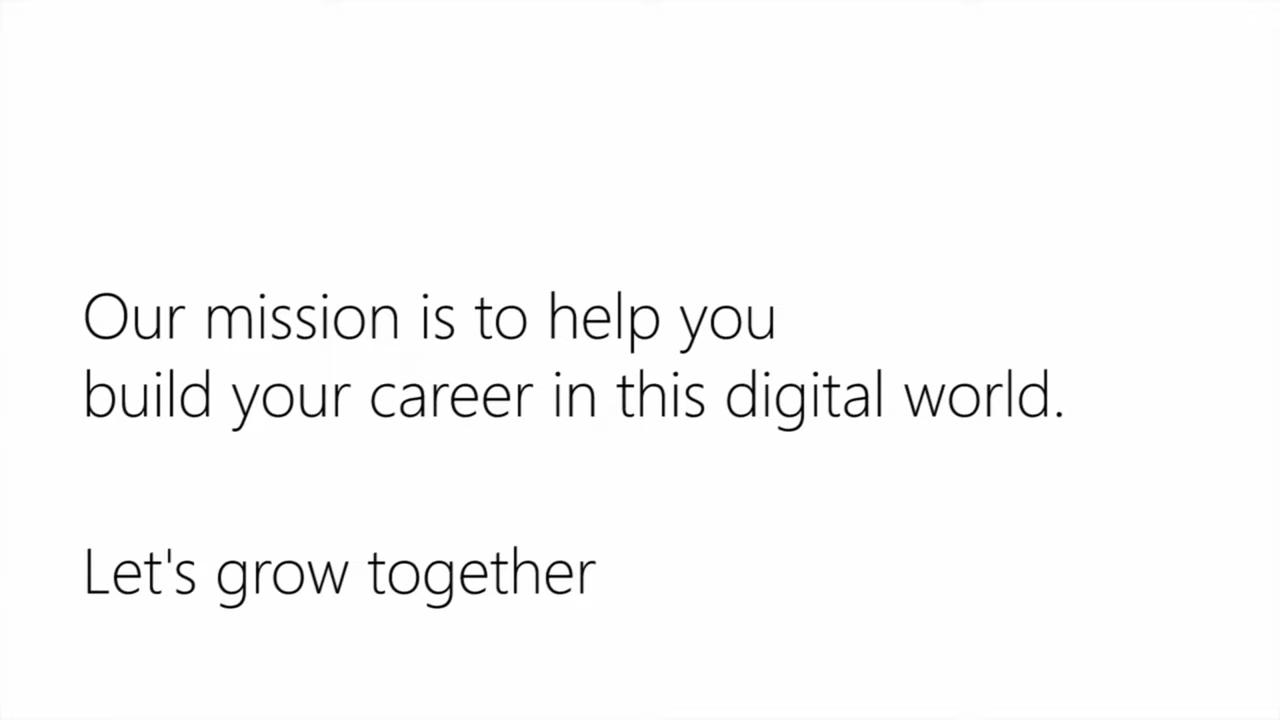 Our mission is to help you
build your career in this digital world.
Let's grow together